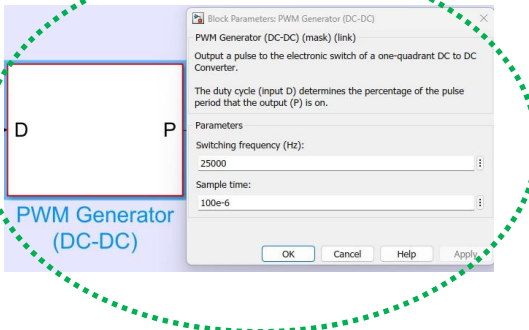 Block Parameters: PWM Generator (DC-DC)
PWM Generator (DC-DC) (mask) (link)
Output a pulse to the electronic switch of a one-quadrant DC to DC
Converter.
The duty cycle (input D) determines the percentage of the pulse
period that the output (P) is on.
Parameters
Switching frequency (Hz):
25000
Sample time:
100e-6
OK Cancel Help Apply
D P
PWM Generator
(DC-DC)